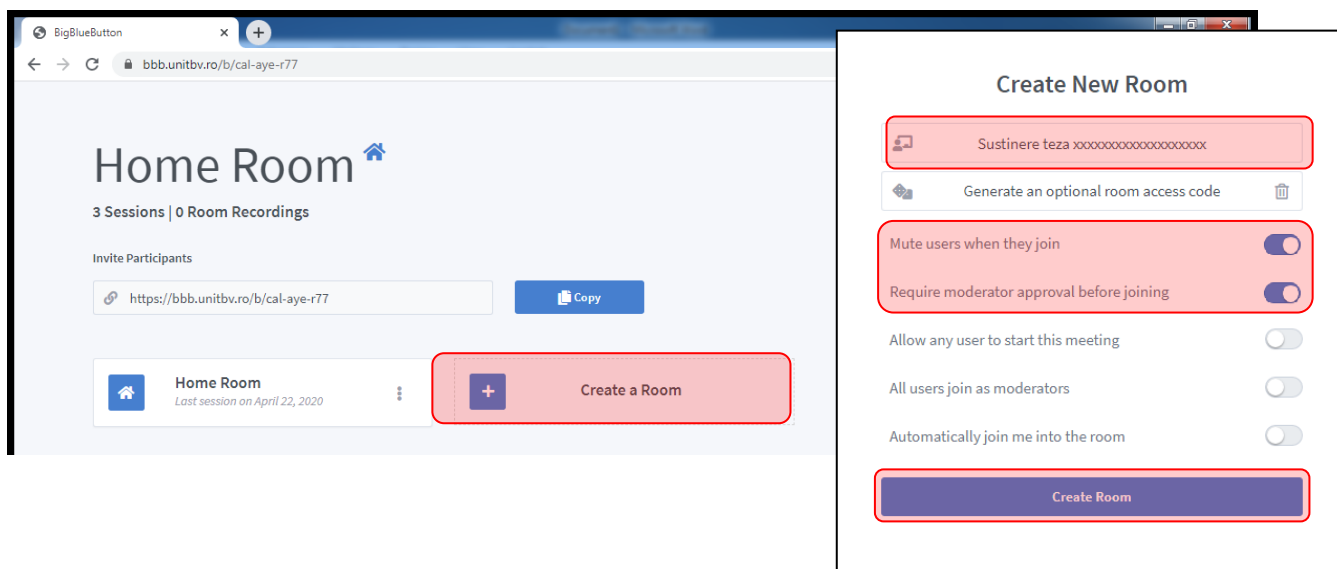 BigBlueButton
bbb.unitbv.ro/b/cal-aye-r77
Home Room
3 Sessions | 0 Room Recordings
Invite Participants
https://bbb.unitbv.ro/b/cal-aye-r77
Copy
Home Room
Last session on April 22, 2020
Create a Room
Create New Room
Sustinere teza xxxxxxxxxxxxxxxxxxx
Generate an optional room access code
Mute users when they join
Require moderator approval before joining
Allow any user to start this meeting
All users join as moderators
Automatically join me into the room
Create Room